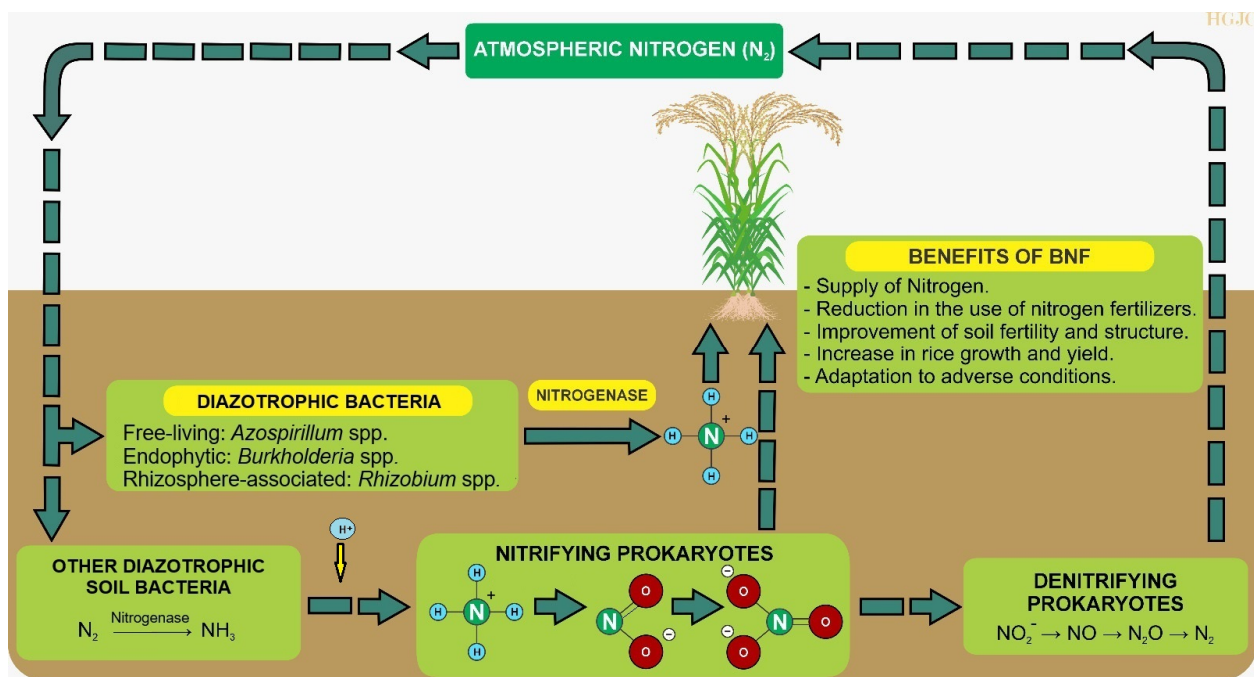 HGJC
ATMOSPHERIC NITROGEN (N₂)
BENEFITS OF BNF
- Supply of Nitrogen.
- Reduction in the use of nitrogen fertilizers.
- Improvement of soil fertility and structure.
- Increase in rice growth and yield.
- Adaptation to adverse conditions.
DIAZOTROPHIC BACTERIA
Free-living: Azospirillum spp.
Endophytic: Burkholderia spp.
Rhizosphere-associated: Rhizobium spp.
NITROGENASE
H
H N + H
H
H+
OTHER DIAZOTROPHIC
SOIL BACTERIA
Nitrogenase
N₂ ⟶ NH₃
NITRIFYING PROKARYOTES
H
H N + H
H
N O O −
− O N O − O
DENITRIFYING
PROKARYOTES
NO₂⁻ → NO → N₂O → N₂